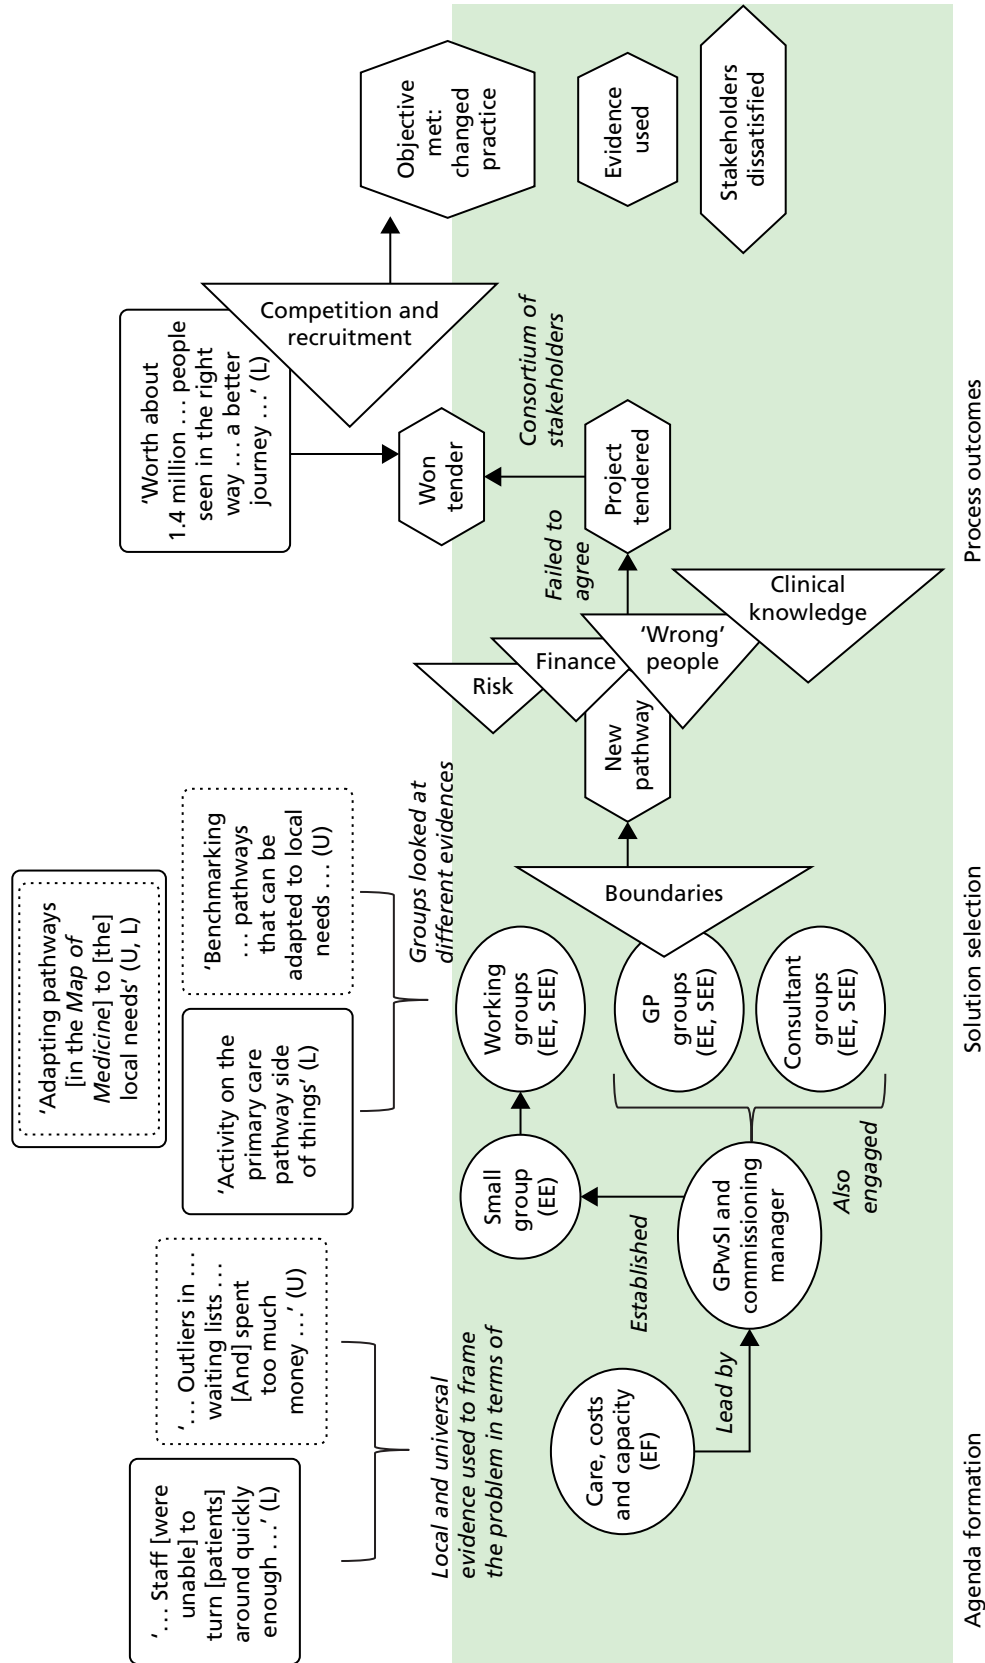 '… Staff [were
unable] to
turn [patients]
around quickly
enough …' (L)
'… Outliers in …
waiting lists …
[And] spent
too much
money …' (U)
Local and universal
evidence used to frame
the problem in terms of
Care, costs
and capacity
(EF)
Lead by
GPwSI and
commissioning
manager
Established
Also
engaged
Small
group
(EE)
'Adapting pathways
[in the Map of
Medicine] to [the]
local needs' (U, L)
'Activity on the
primary care
pathway side
of things' (L)
'Benchmarking
… pathways
that can be
adapted to local
needs … (U)
Groups looked at
different evidences
Working
groups
(EE, SEE)
GP
groups
(EE, SEE)
Consultant
groups
(EE, SEE)
Boundaries
New
pathway
Risk
Finance
'Wrong'
people
Clinical
knowledge
Failed to
agree
Project
tendered
Consortium of
stakeholders
Won
tender
'Worth about
1.4 million … people
seen in the right
way … a better
journey …' (L)
Competition and
recruitment
Objective
met:
changed
practice
Evidence
used
Stakeholders
dissatisfied
Agenda formation
Solution selection
Process outcomes